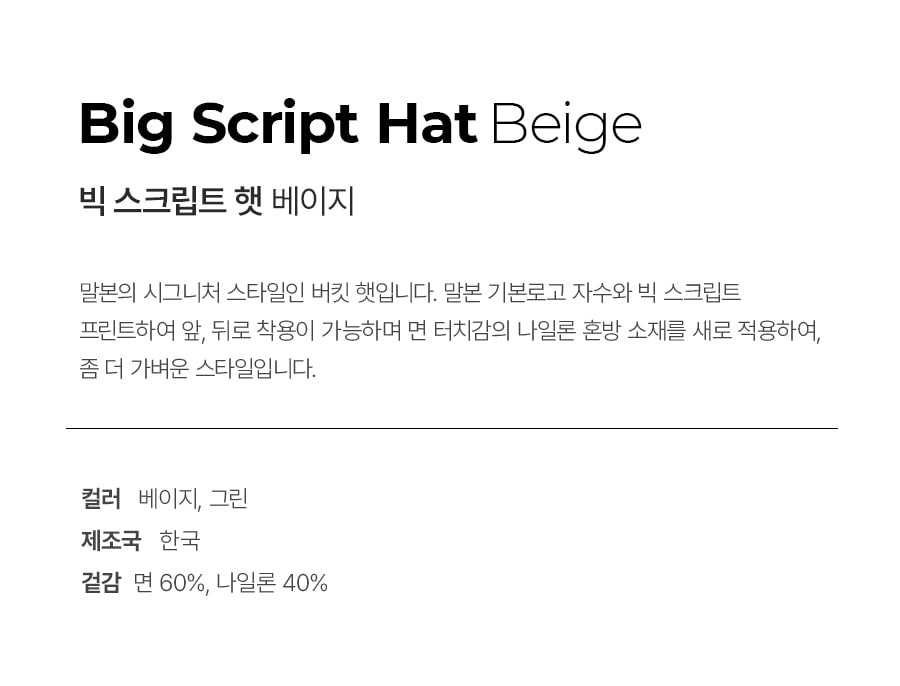 Big Script Hat Beige
빅 스크립트 햇 베이지
말본의 시그니처 스타일인 버킷 햇입니다. 말본 기본로고 자수와 빅 스크립트
프린트하여 앞, 뒤로 착용이 가능하며 면 터치감의 나일론 혼방 소재를 새로 적용하여,
좀 더 가벼운 스타일입니다.
컬러 베이지, 그린
제조국 한국
겉감 면 60%, 나일론 40%